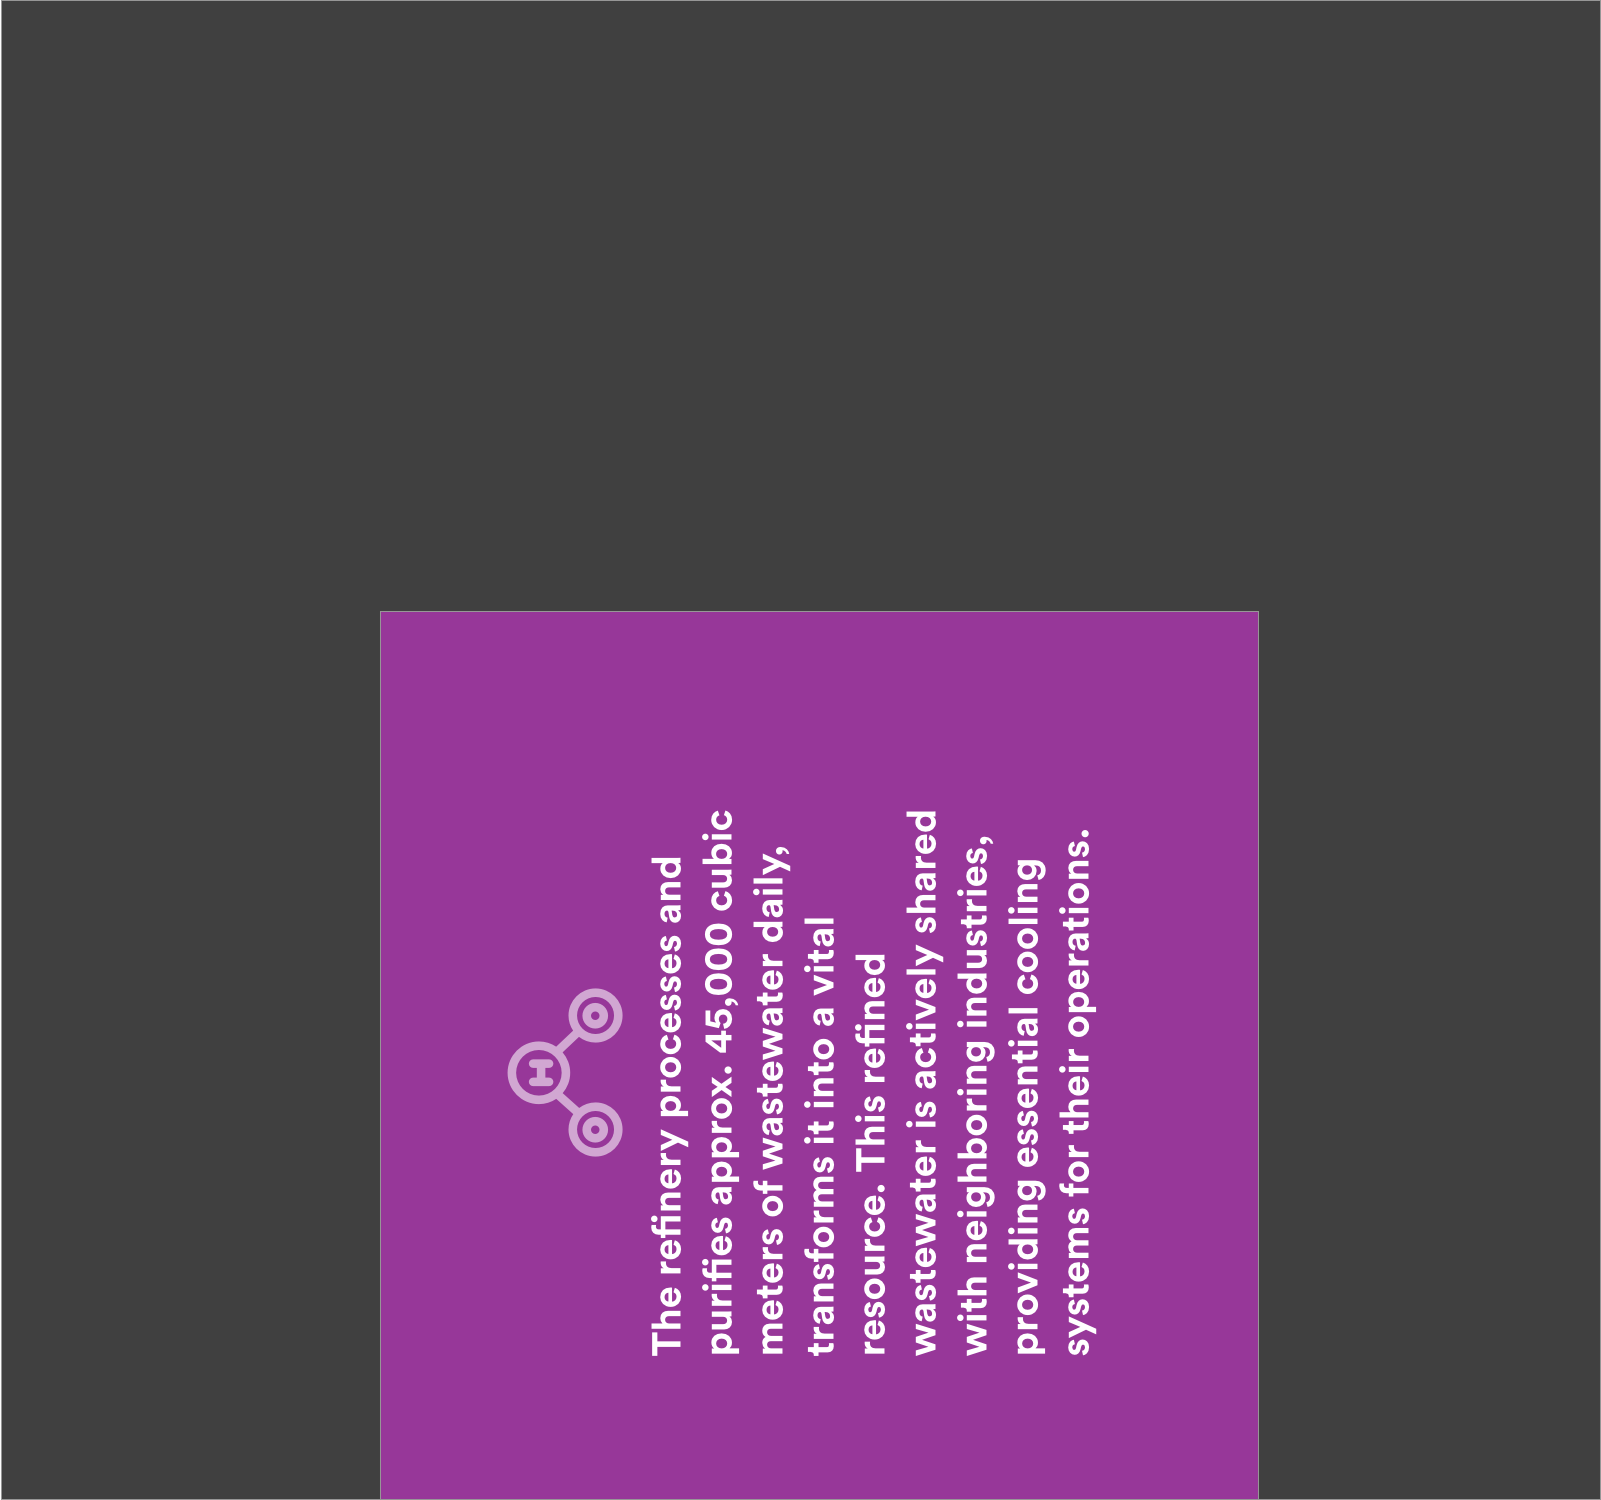 H
The refinery processes and
purifies approx. 45,000 cubic
meters of wastewater daily,
transforms it into a vital
resource. This refined
wastewater is actively shared
with neighboring industries,
providing essential cooling
systems for their operations.